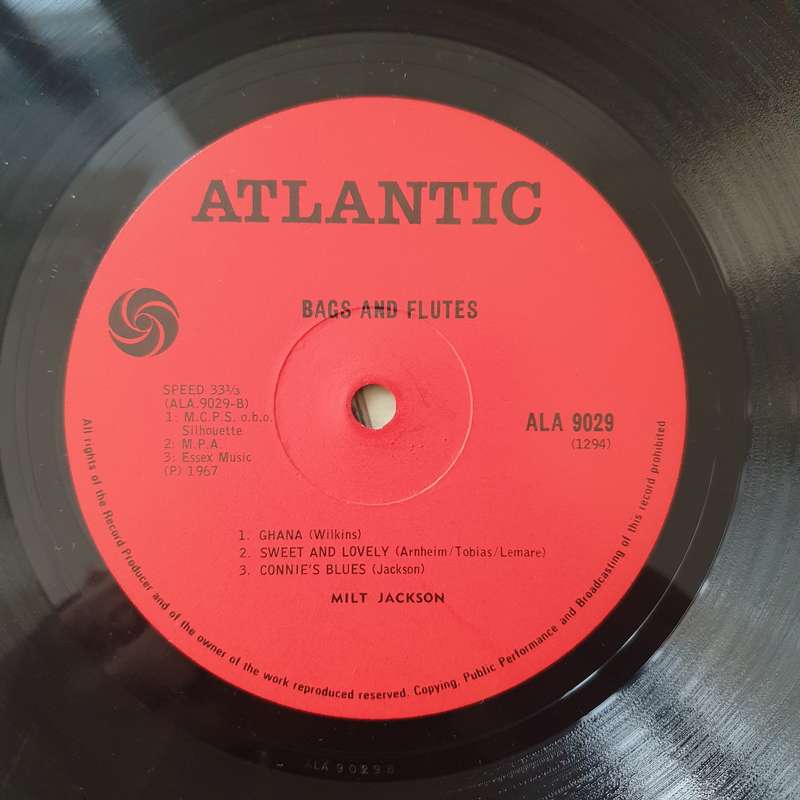 ATLANTIC
BAGS AND FLUTES
SPEED 33⅓
(ALA.9029-B)
1: M.C.P.S. o.b.o.
Silhouette
2: M.P.A.
3: Essex Music
(P) 1967
ALA 9029
(1294)
1. GHANA (Wilkins)
2. SWEET AND LOVELY (Arnheim/Tobias/Lemare)
3. CONNIE'S BLUES (Jackson)
MILT JACKSON
All rights of the Record Producer and of the owner of the work reproduced reserved. Copying, Public Performance and Broadcasting of this record prohibited